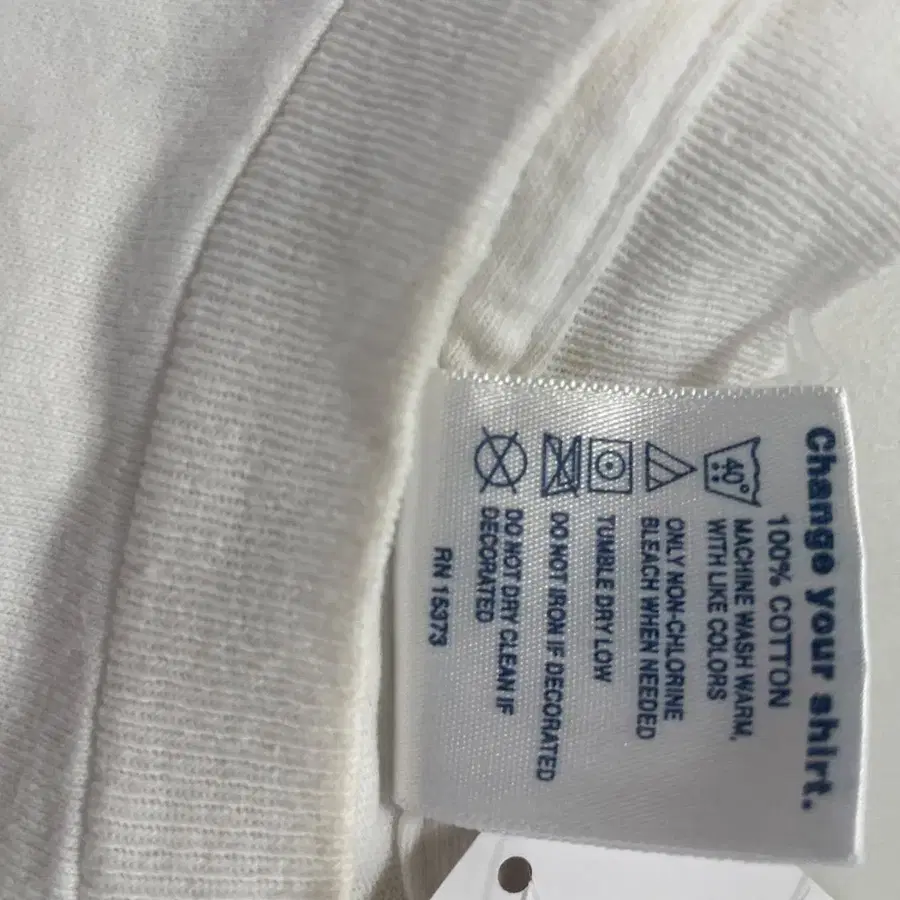 Change your shirt.
100% COTTON
40°
MACHINE WASH WARM,
WITH LIKE COLORS
ONLY NON-CHLORINE
BLEACH WHEN NEEDED
TUMBLE DRY LOW
DO NOT IRON IF DECORATED
DO NOT DRY CLEAN IF
DECORATED
RN 15373